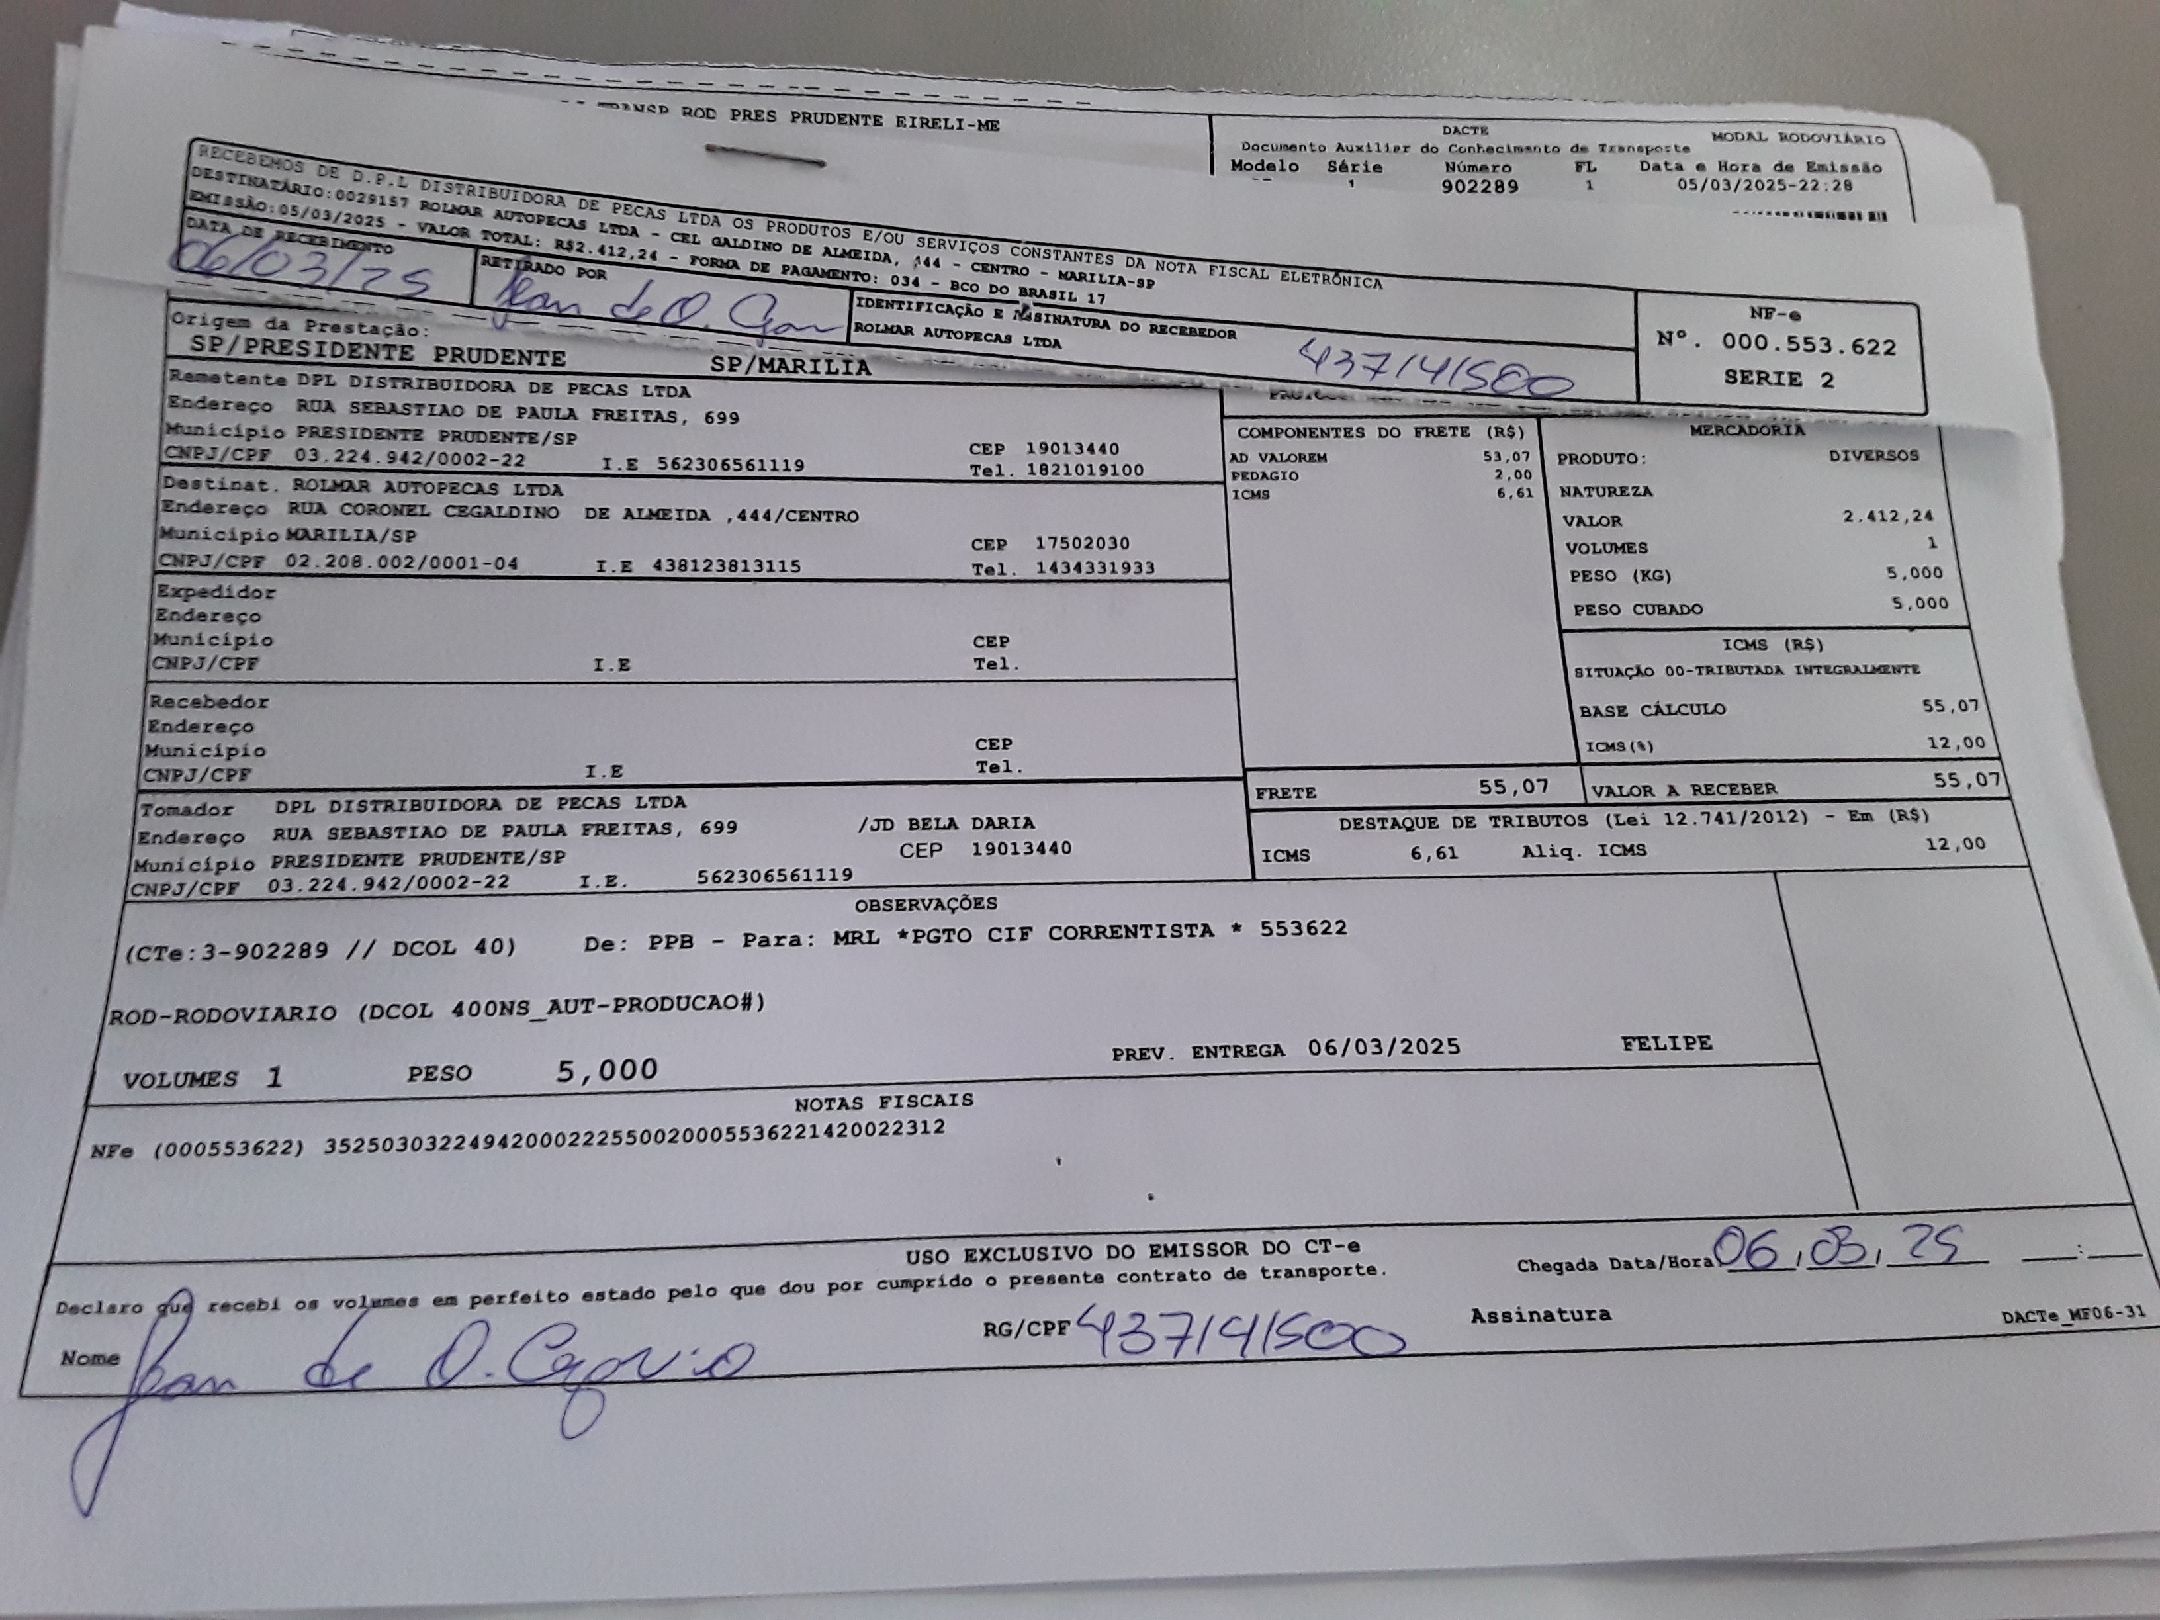 TRANSP ROD PRES PRUDENTE EIRELI-ME
DACTE
MODAL RODOVIÁRIO
Documento Auxiliar do Conhecimento de Transporte
Modelo Série Número FL Data e Hora de Emissão
1 902289 1 05/03/2025-22:28
RECEBEMOS DE D.P.L DISTRIBUIDORA DE PECAS LTDA OS PRODUTOS E/OU SERVIÇOS CONSTANTES DA NOTA FISCAL ELETRÔNICA
DESTINATÁRIO:0029157 ROLMAR AUTOPECAS LTDA - CEL GALDINO DE ALMEIDA, 444 - CENTRO - MARILIA-SP
EMISSÃO:05/03/2025 - VALOR TOTAL: R$2.412,24 - FORMA DE PAGAMENTO: 034 - BCO DO BRASIL 17
DATA DE RECEBIMENTO
06/03/25
RETIRADO POR
Jean de O.
IDENTIFICAÇÃO E ASSINATURA DO RECEBEDOR
ROLMAR AUTOPECAS LTDA
437141500
NF-e
Nº. 000.553.622
SERIE 2
Origem da Prestação:
SP/PRESIDENTE PRUDENTE SP/MARILIA
Remetente DPL DISTRIBUIDORA DE PECAS LTDA
Endereço RUA SEBASTIAO DE PAULA FREITAS, 699
Município PRESIDENTE PRUDENTE/SP CEP 19013440
CNPJ/CPF 03.224.942/0002-22 I.E 562306561119 Tel. 1821019100
Destinat. ROLMAR AUTOPECAS LTDA
Endereço RUA CORONEL CEGALDINO DE ALMEIDA ,444/CENTRO
Município MARILIA/SP CEP 17502030
CNPJ/CPF 02.208.002/0001-04 I.E 438123813115 Tel. 1434331933
Expedidor
Endereço
Município CEP
CNPJ/CPF I.E Tel.
Recebedor
Endereço
Município CEP
CNPJ/CPF I.E Tel.
Tomador DPL DISTRIBUIDORA DE PECAS LTDA
Endereço RUA SEBASTIAO DE PAULA FREITAS, 699 /JD BELA DARIA
Município PRESIDENTE PRUDENTE/SP CEP 19013440
CNPJ/CPF 03.224.942/0002-22 I.E. 562306561119
COMPONENTES DO FRETE (R$)
AD VALOREM 53,07
PEDAGIO 2,00
ICMS 6,61
MERCADORIA
PRODUTO: DIVERSOS
NATUREZA
VALOR 2.412,24
VOLUMES 1
PESO (KG) 5,000
PESO CUBADO 5,000
ICMS (R$)
SITUAÇÃO 00-TRIBUTADA INTEGRALMENTE
BASE CÁLCULO 55,07
ICMS(%) 12,00
FRETE 55,07 VALOR A RECEBER 55,07
DESTAQUE DE TRIBUTOS (Lei 12.741/2012) - Em (R$)
ICMS 6,61 Aliq. ICMS 12,00
OBSERVAÇÕES
(CTe:3-902289 // DCOL 40) De: PPB - Para: MRL *PGTO CIF CORRENTISTA * 553622
ROD-RODOVIARIO (DCOL 400NS_AUT-PRODUCAO#)
VOLUMES 1 PESO 5,000 PREV. ENTREGA 06/03/2025 FELIPE
NOTAS FISCAIS
NFe (000553622) 35250303224942000222550020005536221420022312
USO EXCLUSIVO DO EMISSOR DO CT-e
Declaro que recebi os volumes em perfeito estado pelo que dou por cumprido o presente contrato de transporte.
Chegada Data/Hora 06,03,25 __:__
Nome Jean de O. RG/CPF 437141500 Assinatura
DACTe_MF06-31